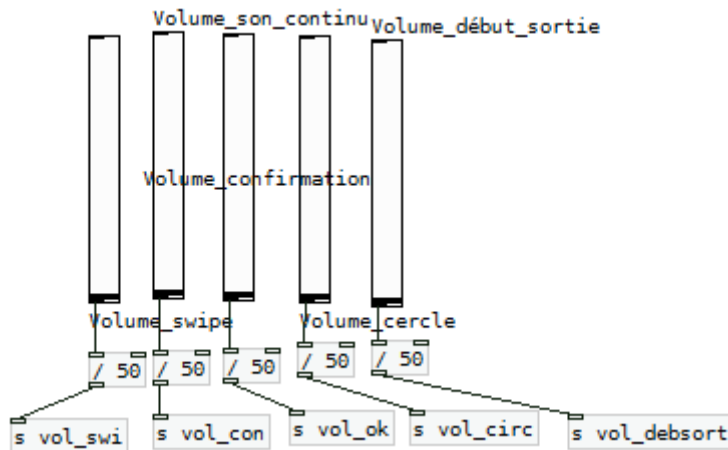 Volume_son_continu
Volume_début_sortie
Volume_confirmation
Volume_swipe
Volume_cercle
/ 50
/ 50
/ 50
/ 50
/ 50
s vol_swi
s vol_con
s vol_ok
s vol_circ
s vol_debsort